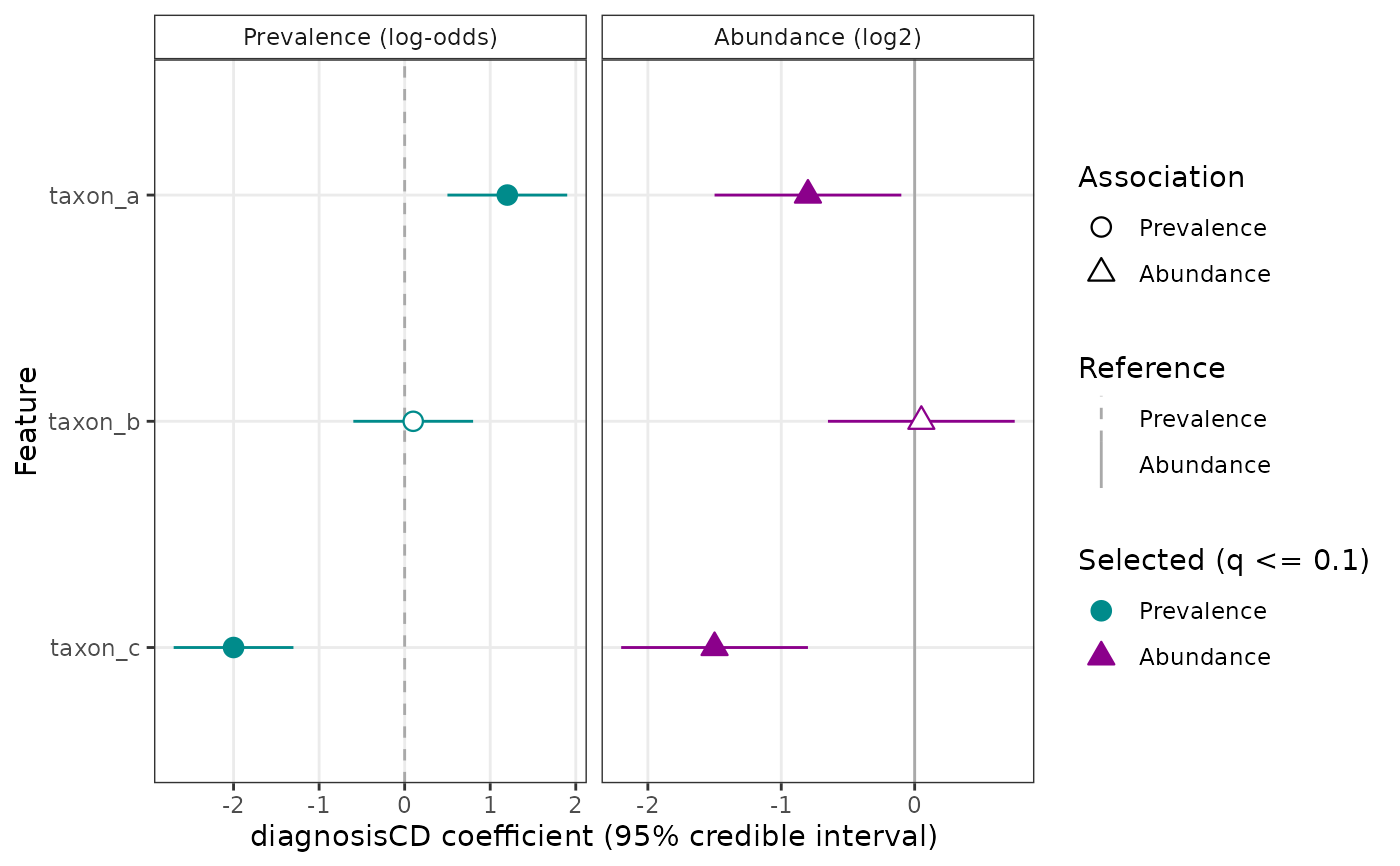 Prevalence (log-odds)
Abundance (log2)
taxon_a
taxon_b
taxon_c
Feature
-2 -1 0 1 2
-2 -1 0
diagnosisCD coefficient (95% credible interval)
Association
Prevalence
Abundance
Reference
Prevalence
Abundance
Selected (q <= 0.1)
Prevalence
Abundance